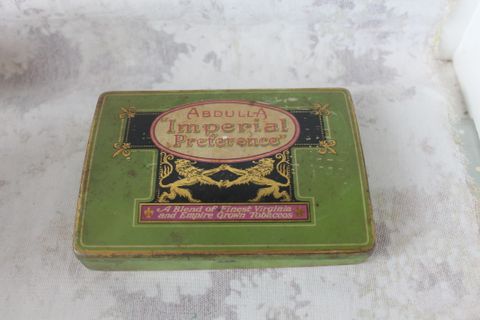 ABDULLA
"Imperial
Preference"
A Blend of Finest Virginia
and Empire Grown Tobaccos